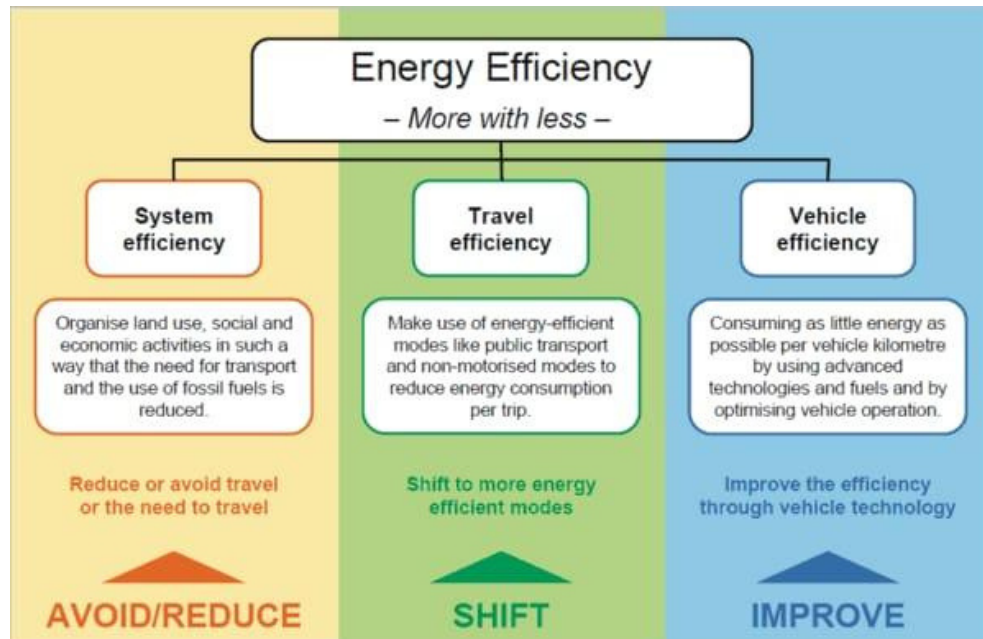 Energy Efficiency
– More with less –
System
efficiency
Travel
efficiency
Vehicle
efficiency
Organise land use, social and
economic activities in such a
way that the need for transport
and the use of fossil fuels is
reduced.
Make use of energy-efficient
modes like public transport
and non-motorised modes to
reduce energy consumption
per trip.
Consuming as little energy as
possible per vehicle kilometre
by using advanced
technologies and fuels and by
optimising vehicle operation.
Reduce or avoid travel
or the need to travel
Shift to more energy
efficient modes
Improve the efficiency
through vehicle technology
AVOID/REDUCE
SHIFT
IMPROVE